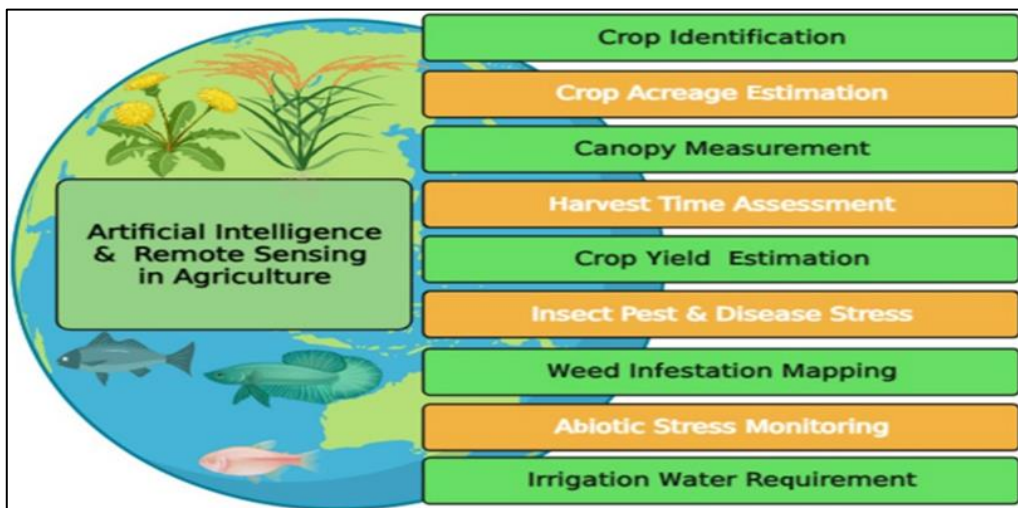 Artificial Intelligence
& Remote Sensing
in Agriculture
Crop Identification
Crop Acreage Estimation
Canopy Measurement
Harvest Time Assessment
Crop Yield Estimation
Insect Pest & Disease Stress
Weed Infestation Mapping
Abiotic Stress Monitoring
Irrigation Water Requirement